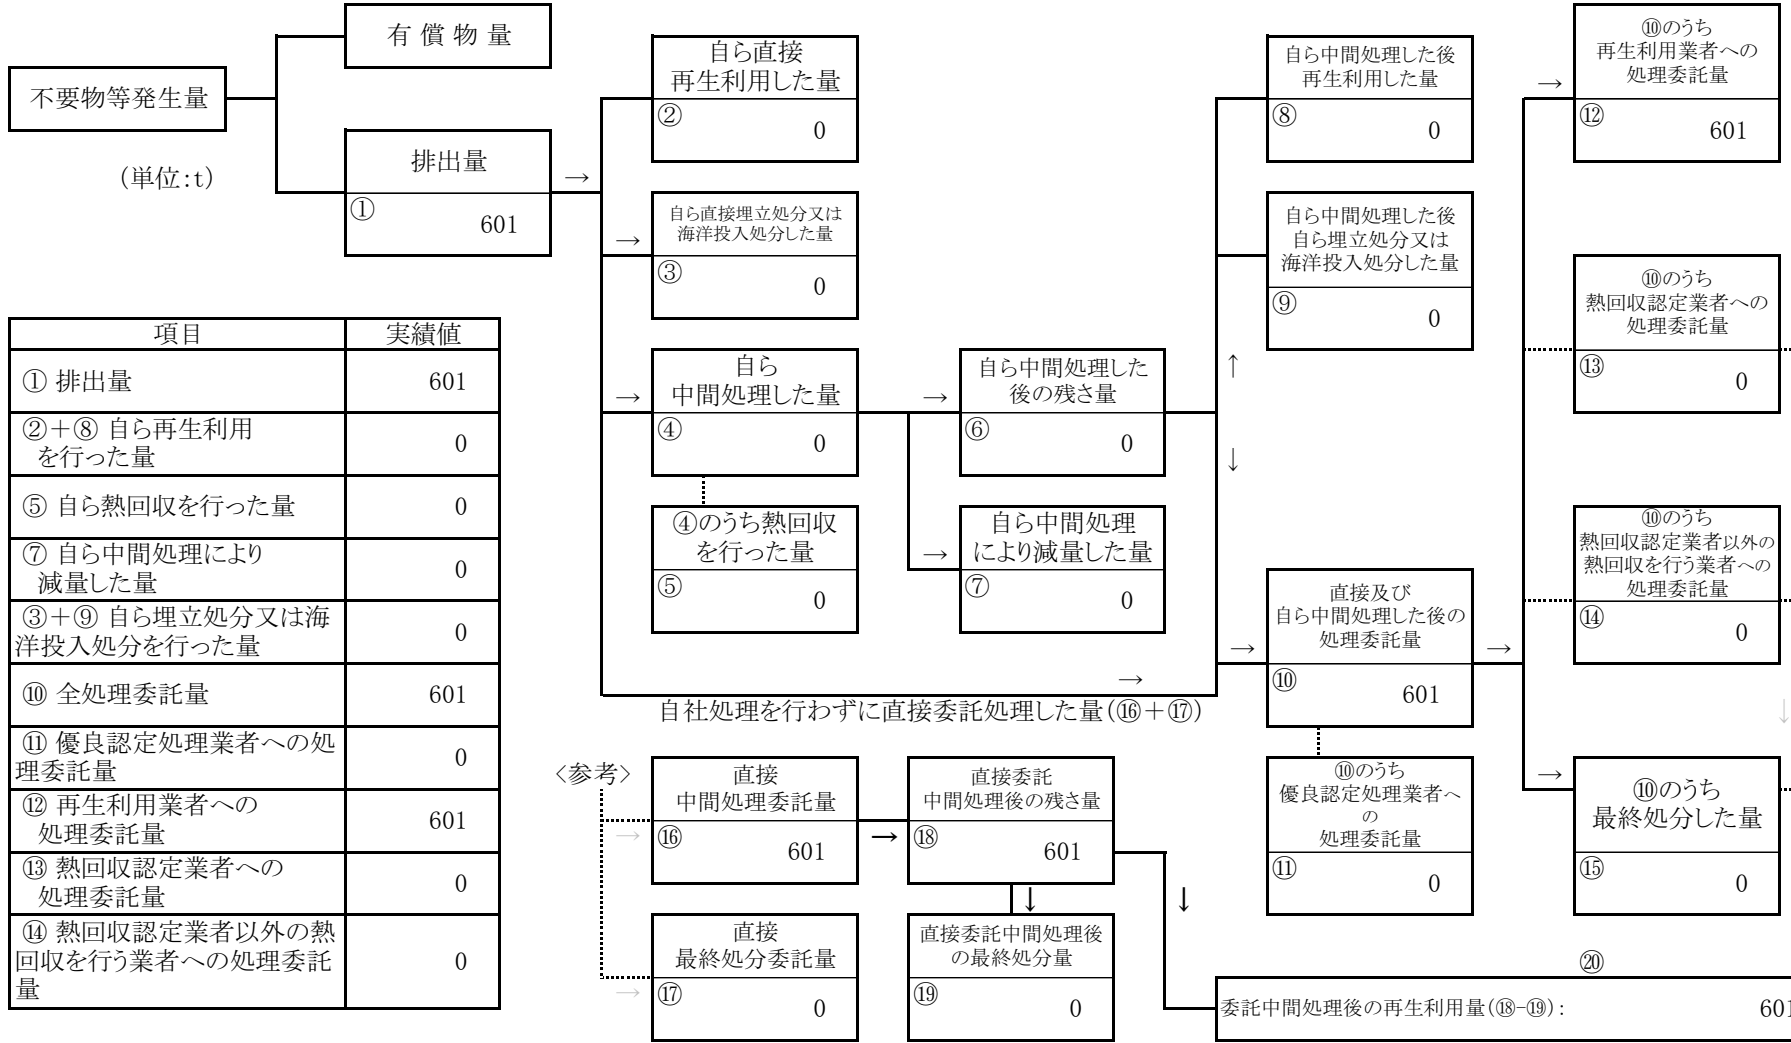 不要物等発生量
(単位:t)
有 償 物 量
排出量
①
601
→
自ら直接
再生利用した量
②
0
→
自ら直接埋立処分又は
海洋投入処分した量
③
0
→
自ら
中間処理した量
④
0
④のうち熱回収
を行った量
⑤
0
→
自ら中間処理した
後の残さ量
⑥
0
→
自ら中間処理
により減量した量
⑦
0
自ら中間処理した後
再生利用した量
⑧
0
自ら中間処理した後
自ら埋立処分又は
海洋投入処分した量
⑨
0
↑
↓
→
自社処理を行わずに直接委託処理した量(⑯+⑰)
→
直接及び
自ら中間処理した後の
処理委託量
⑩
601
→
⑩のうち
優良認定処理業者へ
の
処理委託量
⑪
0
→
⑩のうち
再生利用業者への
処理委託量
⑫
601
⑩のうち
熱回収認定業者への
処理委託量
⑬
0
⑩のうち
熱回収認定業者以外の
熱回収を行う業者への
処理委託量
⑭
0
↓
→
⑩のうち
最終処分した量
⑮
0
項目 実績値
① 排出量 601
②+⑧ 自ら再生利用
を行った量 0
⑤ 自ら熱回収を行った量 0
⑦ 自ら中間処理により
減量した量 0
③+⑨ 自ら埋立処分又は海
洋投入処分を行った量 0
⑩ 全処理委託量 601
⑪ 優良認定処理業者への処
理委託量 0
⑫ 再生利用業者への
処理委託量 601
⑬ 熱回収認定業者への
処理委託量 0
⑭ 熱回収認定業者以外の熱
回収を行う業者への処理委託
量 0
<参考>
→
直接
中間処理委託量
⑯
601
→
直接委託
中間処理後の残さ量
⑱
601
↓
↓
→
直接
最終処分委託量
⑰
0
直接委託中間処理後
の最終処分量
⑲
0
⑳
委託中間処理後の再生利用量(⑱-⑲): 601